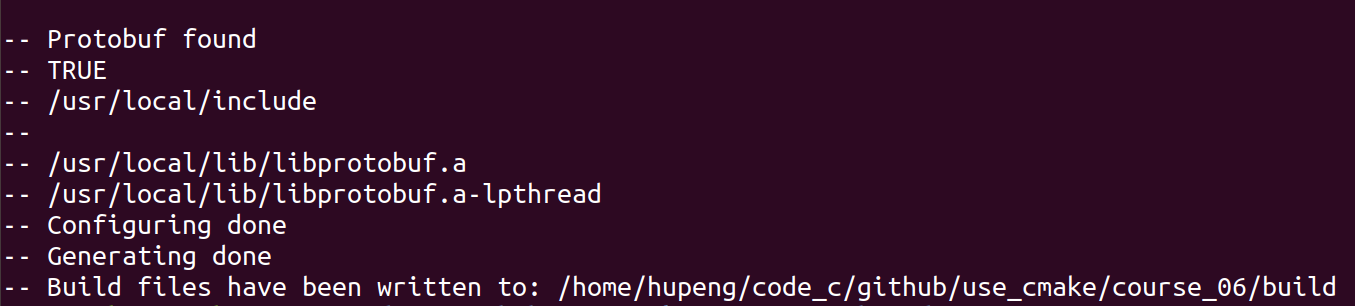 -- Protobuf found
-- TRUE
-- /usr/local/include
--
-- /usr/local/lib/libprotobuf.a
-- /usr/local/lib/libprotobuf.a-lpthread
-- Configuring done
-- Generating done
-- Build files have been written to: /home/hupeng/code_c/github/use_cmake/course_06/build